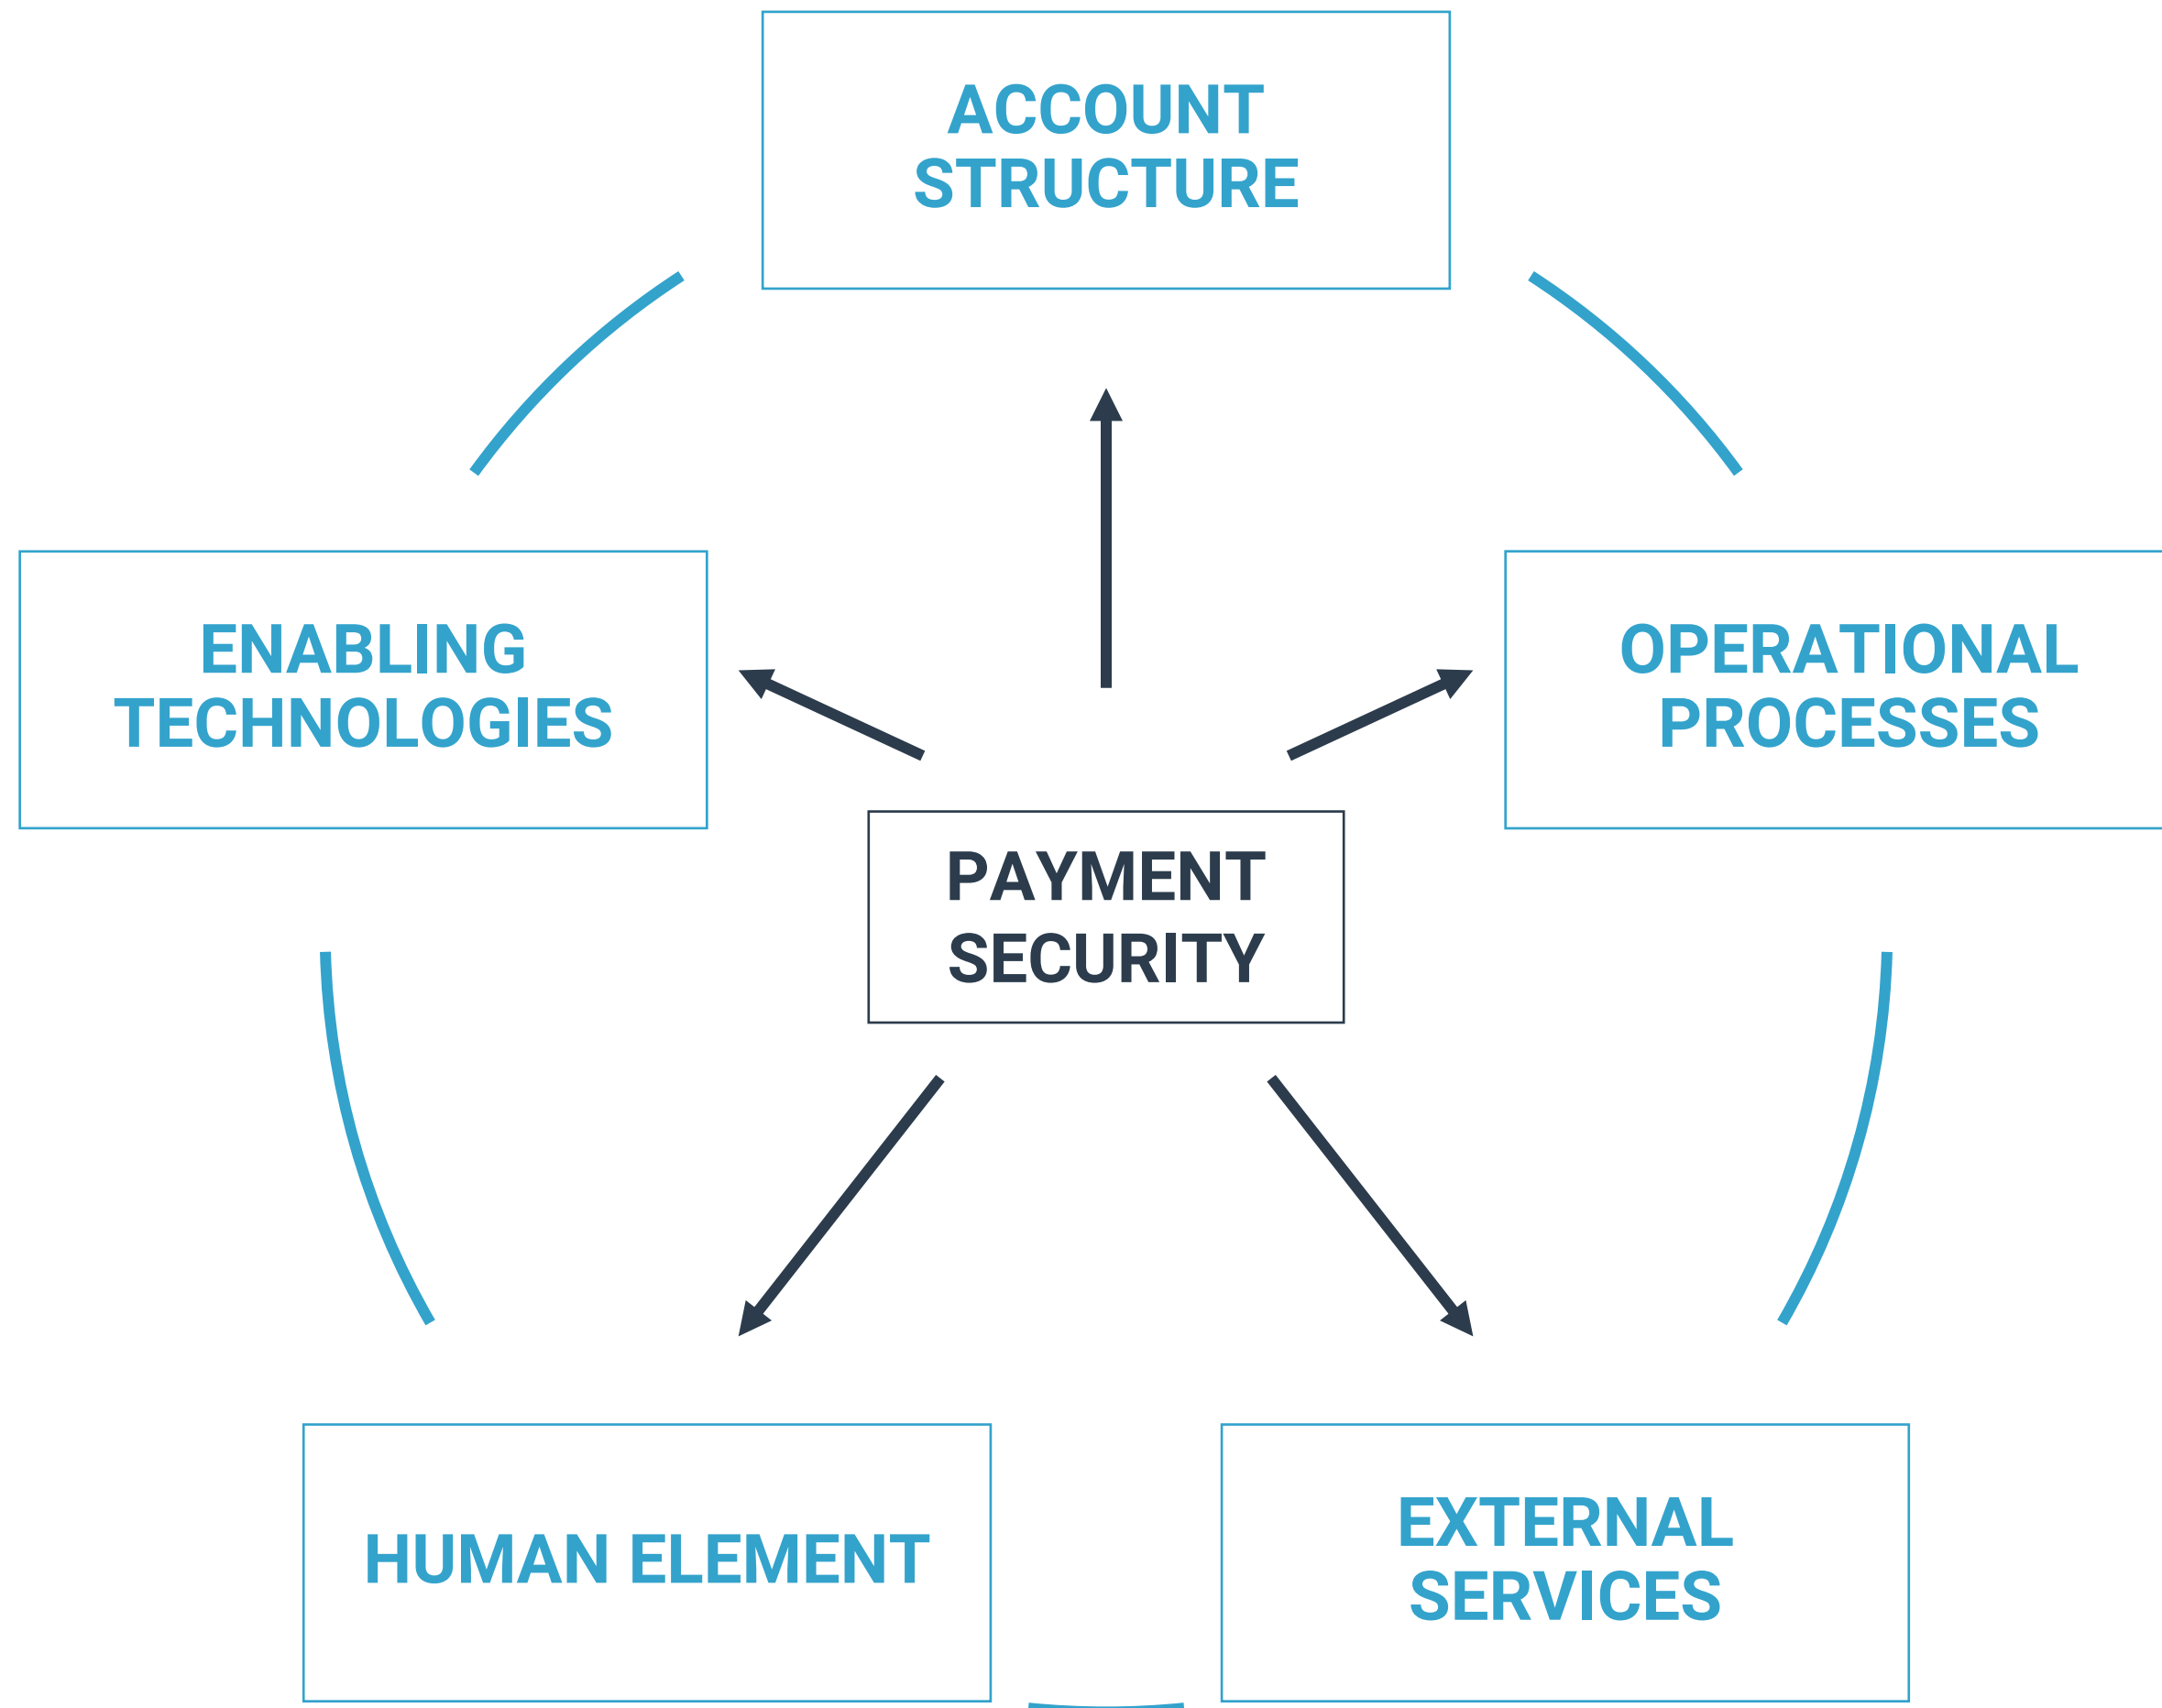 ACCOUNT
STRUCTURE
ENABLING
TECHNOLOGIES
OPERATIONAL
PROCESSES
PAYMENT
SECURITY
HUMAN ELEMENT
EXTERNAL
SERVICES